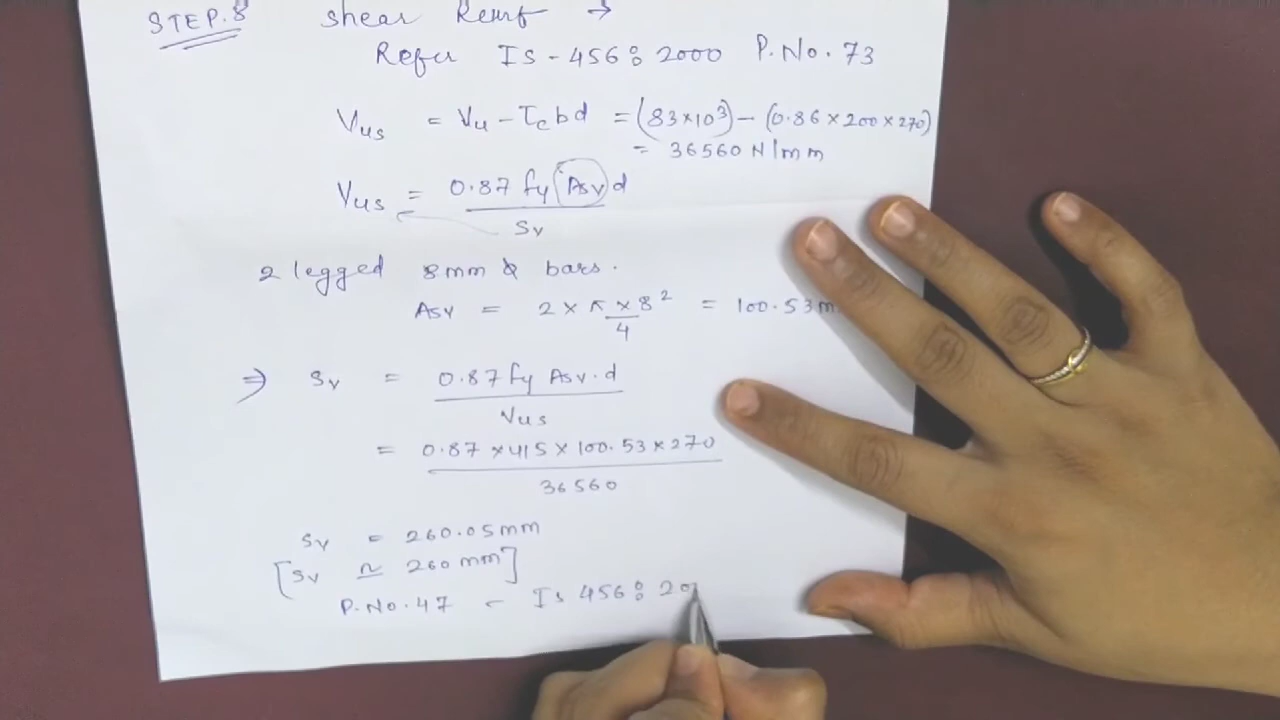 STEP.8 Shear Reinf →
Refer IS-456:2000 P.No.73
Vus = Vu - τcbd = (83×10³) - (0.86×200×270)
= 36560 N/mm
Vus = 0.87 fy Asv d
Sv
2 legged 8mm ф bars.
Asv = 2 × π × 8² = 100.53m
4
⇒ Sv = 0.87 fy Asv.d
Vus
= 0.87 × 415 × 100.53 × 270
36560
Sv = 260.05mm
[Sv ≃ 260 mm]
P.No.47 - Is 456: 20